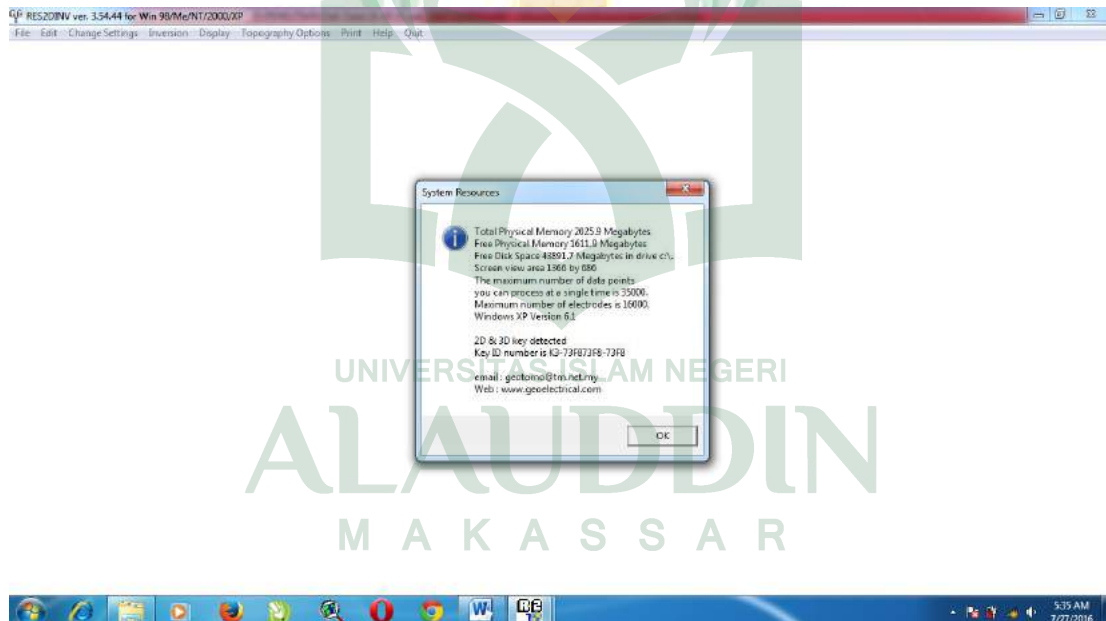 RES2DINV ver. 3.54.44 for Win 98/Me/NT/2000/XP
File Edit Change Settings Inversion Display Topography Options Print Help Quit
System Resources
Total Physical Memory 2025.9 Megabytes
Free Physical Memory 1611.9 Megabytes
Free Disk Space 43891.7 Megabytes in drive c:\.
Screen view area 1366 by 686
The maximum number of data points
you can process at a single time is 35000.
Maximum number of electrodes is 16000.
Windows XP Version 6.1
2D & 3D key detected
Key ID number is K3-73F873F8-73F8
email : geotomo@tm.net.my
Web : www.geoelectrical.com
OK
UNIVERSITAS ISLAM NEGERI
ALAUDDIN
MAKASSAR
5:35 AM
7/27/2016